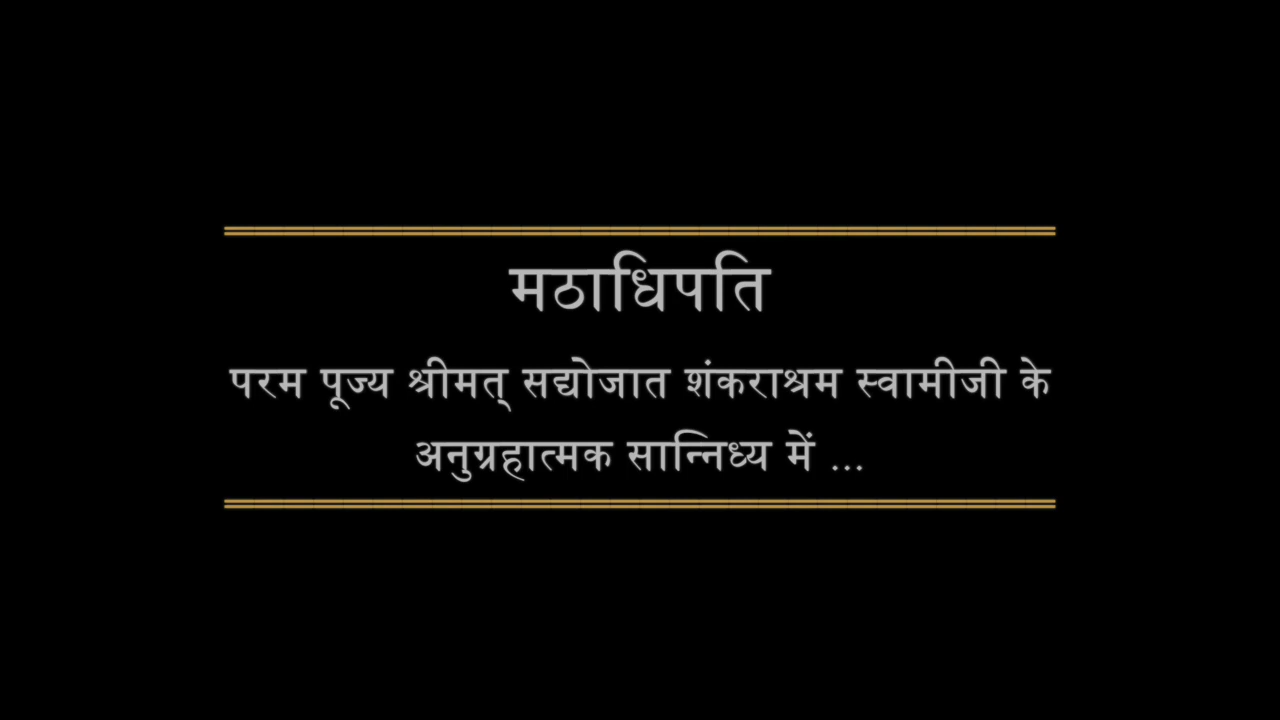 मठाधिपति
परम पूज्य श्रीमत् सद्योजात शंकराश्रम स्वामीजी के
अनुग्रहात्मक सान्निध्य में ...